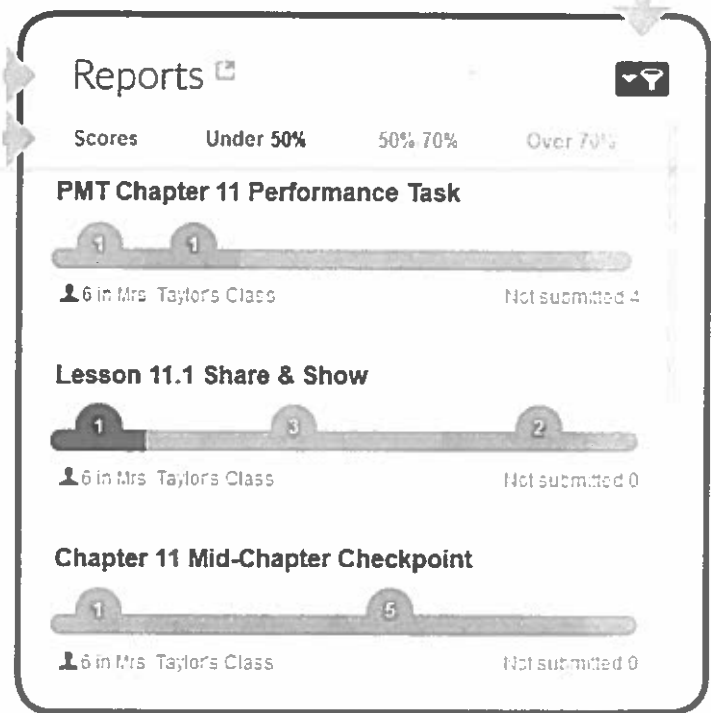 Reports
Scores Under 50% 50%-70% Over 70%
PMT Chapter 11 Performance Task
1 1
6 in Mrs. Taylor's Class Not submitted 4
Lesson 11.1 Share & Show
1 3 2
6 in Mrs. Taylor's Class Not submitted 0
Chapter 11 Mid-Chapter Checkpoint
1 5
6 in Mrs. Taylor's Class Not submitted 0